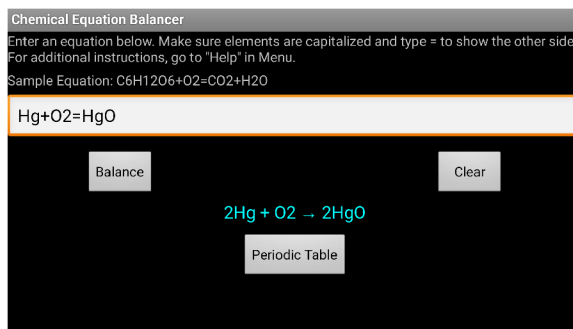 Chemical Equation Balancer
Enter an equation below. Make sure elements are capitalized and type = to show the other side
For additional instructions, go to "Help" in Menu.
Sample Equation: C6H12O6+O2=CO2+H2O
Hg+O2=HgO
Balance Clear
2Hg + O2 → 2HgO
Periodic Table